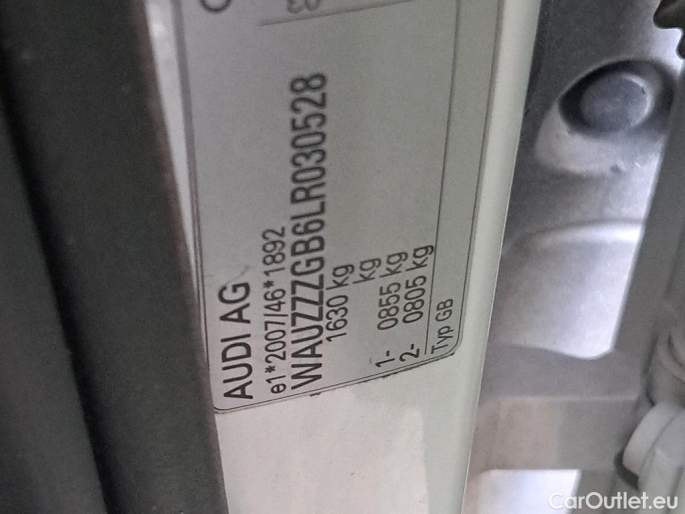 AUDI AG
e1*2007/46*1892
WAUZZZGB6LR030528
1630 kg
kg
1- 0855 kg
2- 0805 kg
Typ GB
CarOutlet.eu